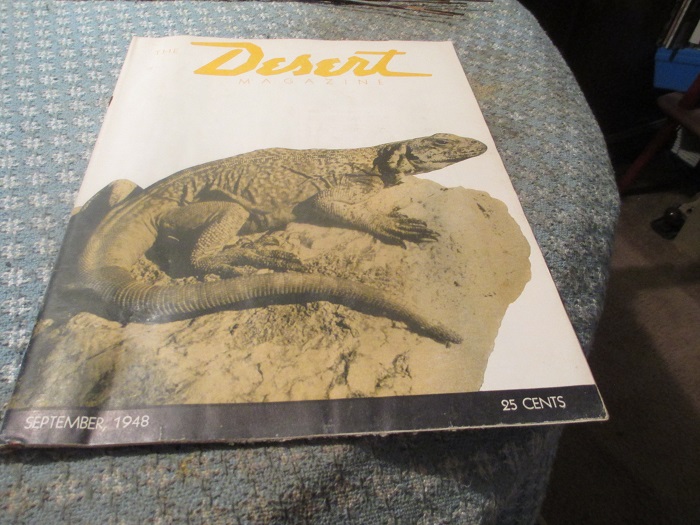 THE
Desert
MAGAZINE
SEPTEMBER, 1948
25 CENTS